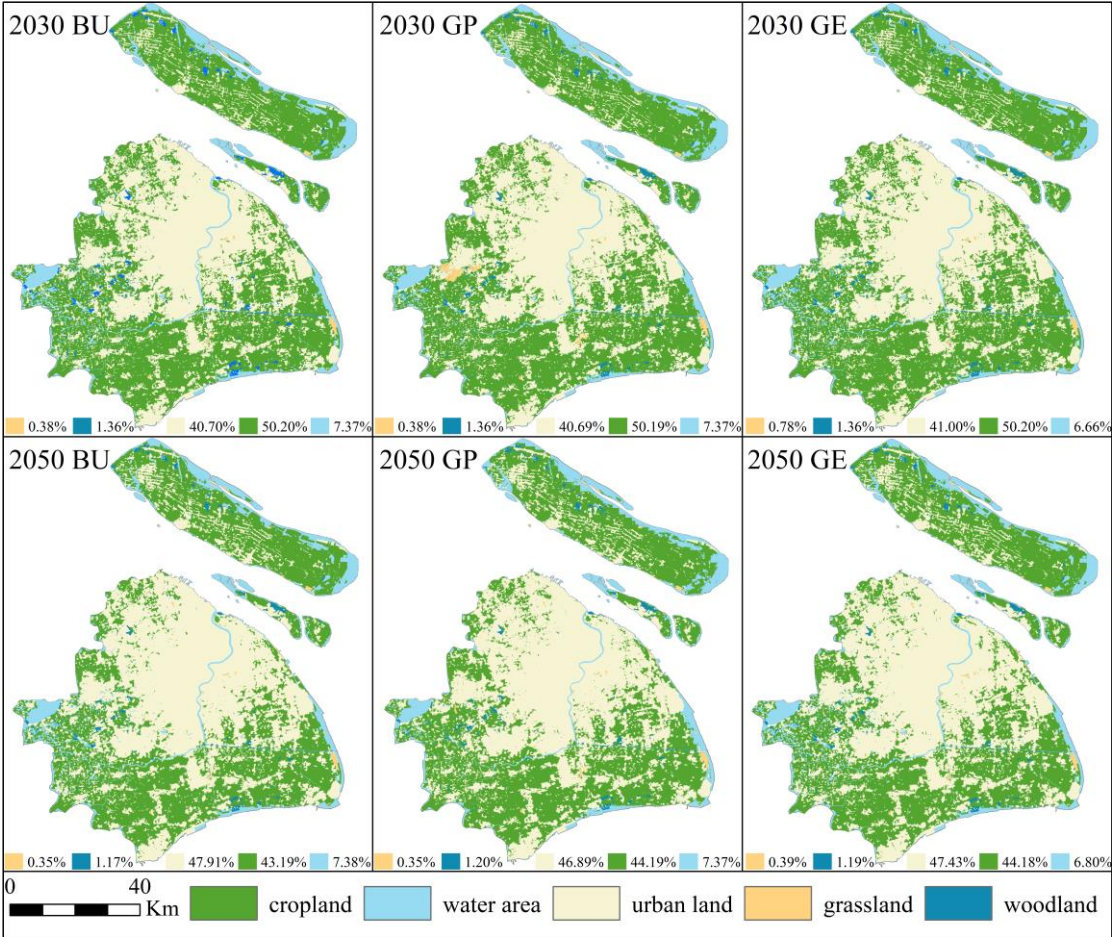 2030 BU
2030 GP
2030 GE
0.38% 1.36% 40.70% 50.20% 7.37%
0.38% 1.36% 40.69% 50.19% 7.37%
0.78% 1.36% 41.00% 50.20% 6.66%
2050 BU
2050 GP
2050 GE
0.35% 1.17% 47.91% 43.19% 7.38%
0.35% 1.20% 46.89% 44.19% 7.37%
0.39% 1.19% 47.43% 44.18% 6.80%
0 40
Km
cropland water area urban land grassland woodland